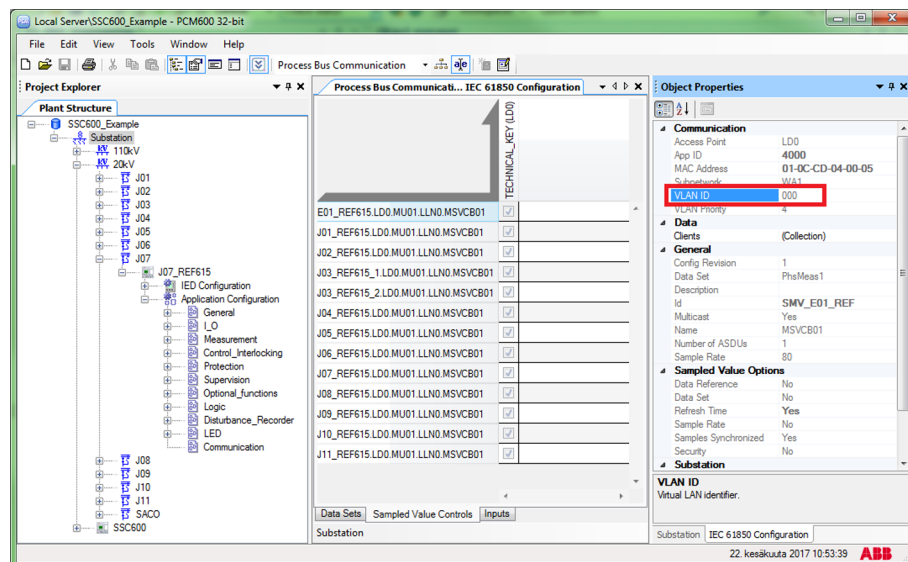 Local Server\SSC600_Example - PCM600 32-bit
File Edit View Tools Window Help
Process Bus Communication
Project Explorer
Plant Structure
SSC600_Example
Substation
110kV
20kV
J01
J02
J03
J04
J05
J06
J07
J07_REF615
IED Configuration
Application Configuration
General
I_O
Measurement
Control_Interlocking
Protection
Supervision
Optional_functions
Logic
Disturbance_Recorder
LED
Communication
J08
J09
J10
J11
SACO
SSC600
Process Bus Communicati... IEC 61850 Configuration
TECHNICAL_KEY (LD0)
E01_REF615.LD0.MU01.LLN0.MSVCB01
J01_REF615.LD0.MU01.LLN0.MSVCB01
J02_REF615.LD0.MU01.LLN0.MSVCB01
J03_REF615_1.LD0.MU01.LLN0.MSVCB01
J03_REF615_2.LD0.MU01.LLN0.MSVCB01
J04_REF615.LD0.MU01.LLN0.MSVCB01
J05_REF615.LD0.MU01.LLN0.MSVCB01
J06_REF615.LD0.MU01.LLN0.MSVCB01
J07_REF615.LD0.MU01.LLN0.MSVCB01
J08_REF615.LD0.MU01.LLN0.MSVCB01
J09_REF615.LD0.MU01.LLN0.MSVCB01
J10_REF615.LD0.MU01.LLN0.MSVCB01
J11_REF615.LD0.MU01.LLN0.MSVCB01
Data Sets Sampled Value Controls Inputs
Substation
Object Properties
Communication
Access Point LD0
App ID 4000
MAC Address 01-0C-CD-04-00-05
Subnetwork WA1
VLAN ID 000
VLAN Priority 4
Data
Clients (Collection)
General
Config Revision 1
Data Set PhsMeas1
Description
Id SMV_E01_REF
Multicast Yes
Name MSVCB01
Number of ASDUs 1
Sample Rate 80
Sampled Value Options
Data Reference No
Data Set No
Refresh Time Yes
Sample Rate No
Samples Synchronized Yes
Security No
Substation
VLAN ID
Virtual LAN identifier.
Substation IEC 61850 Configuration
22. kesäkuuta 2017 10:53:39 ABB